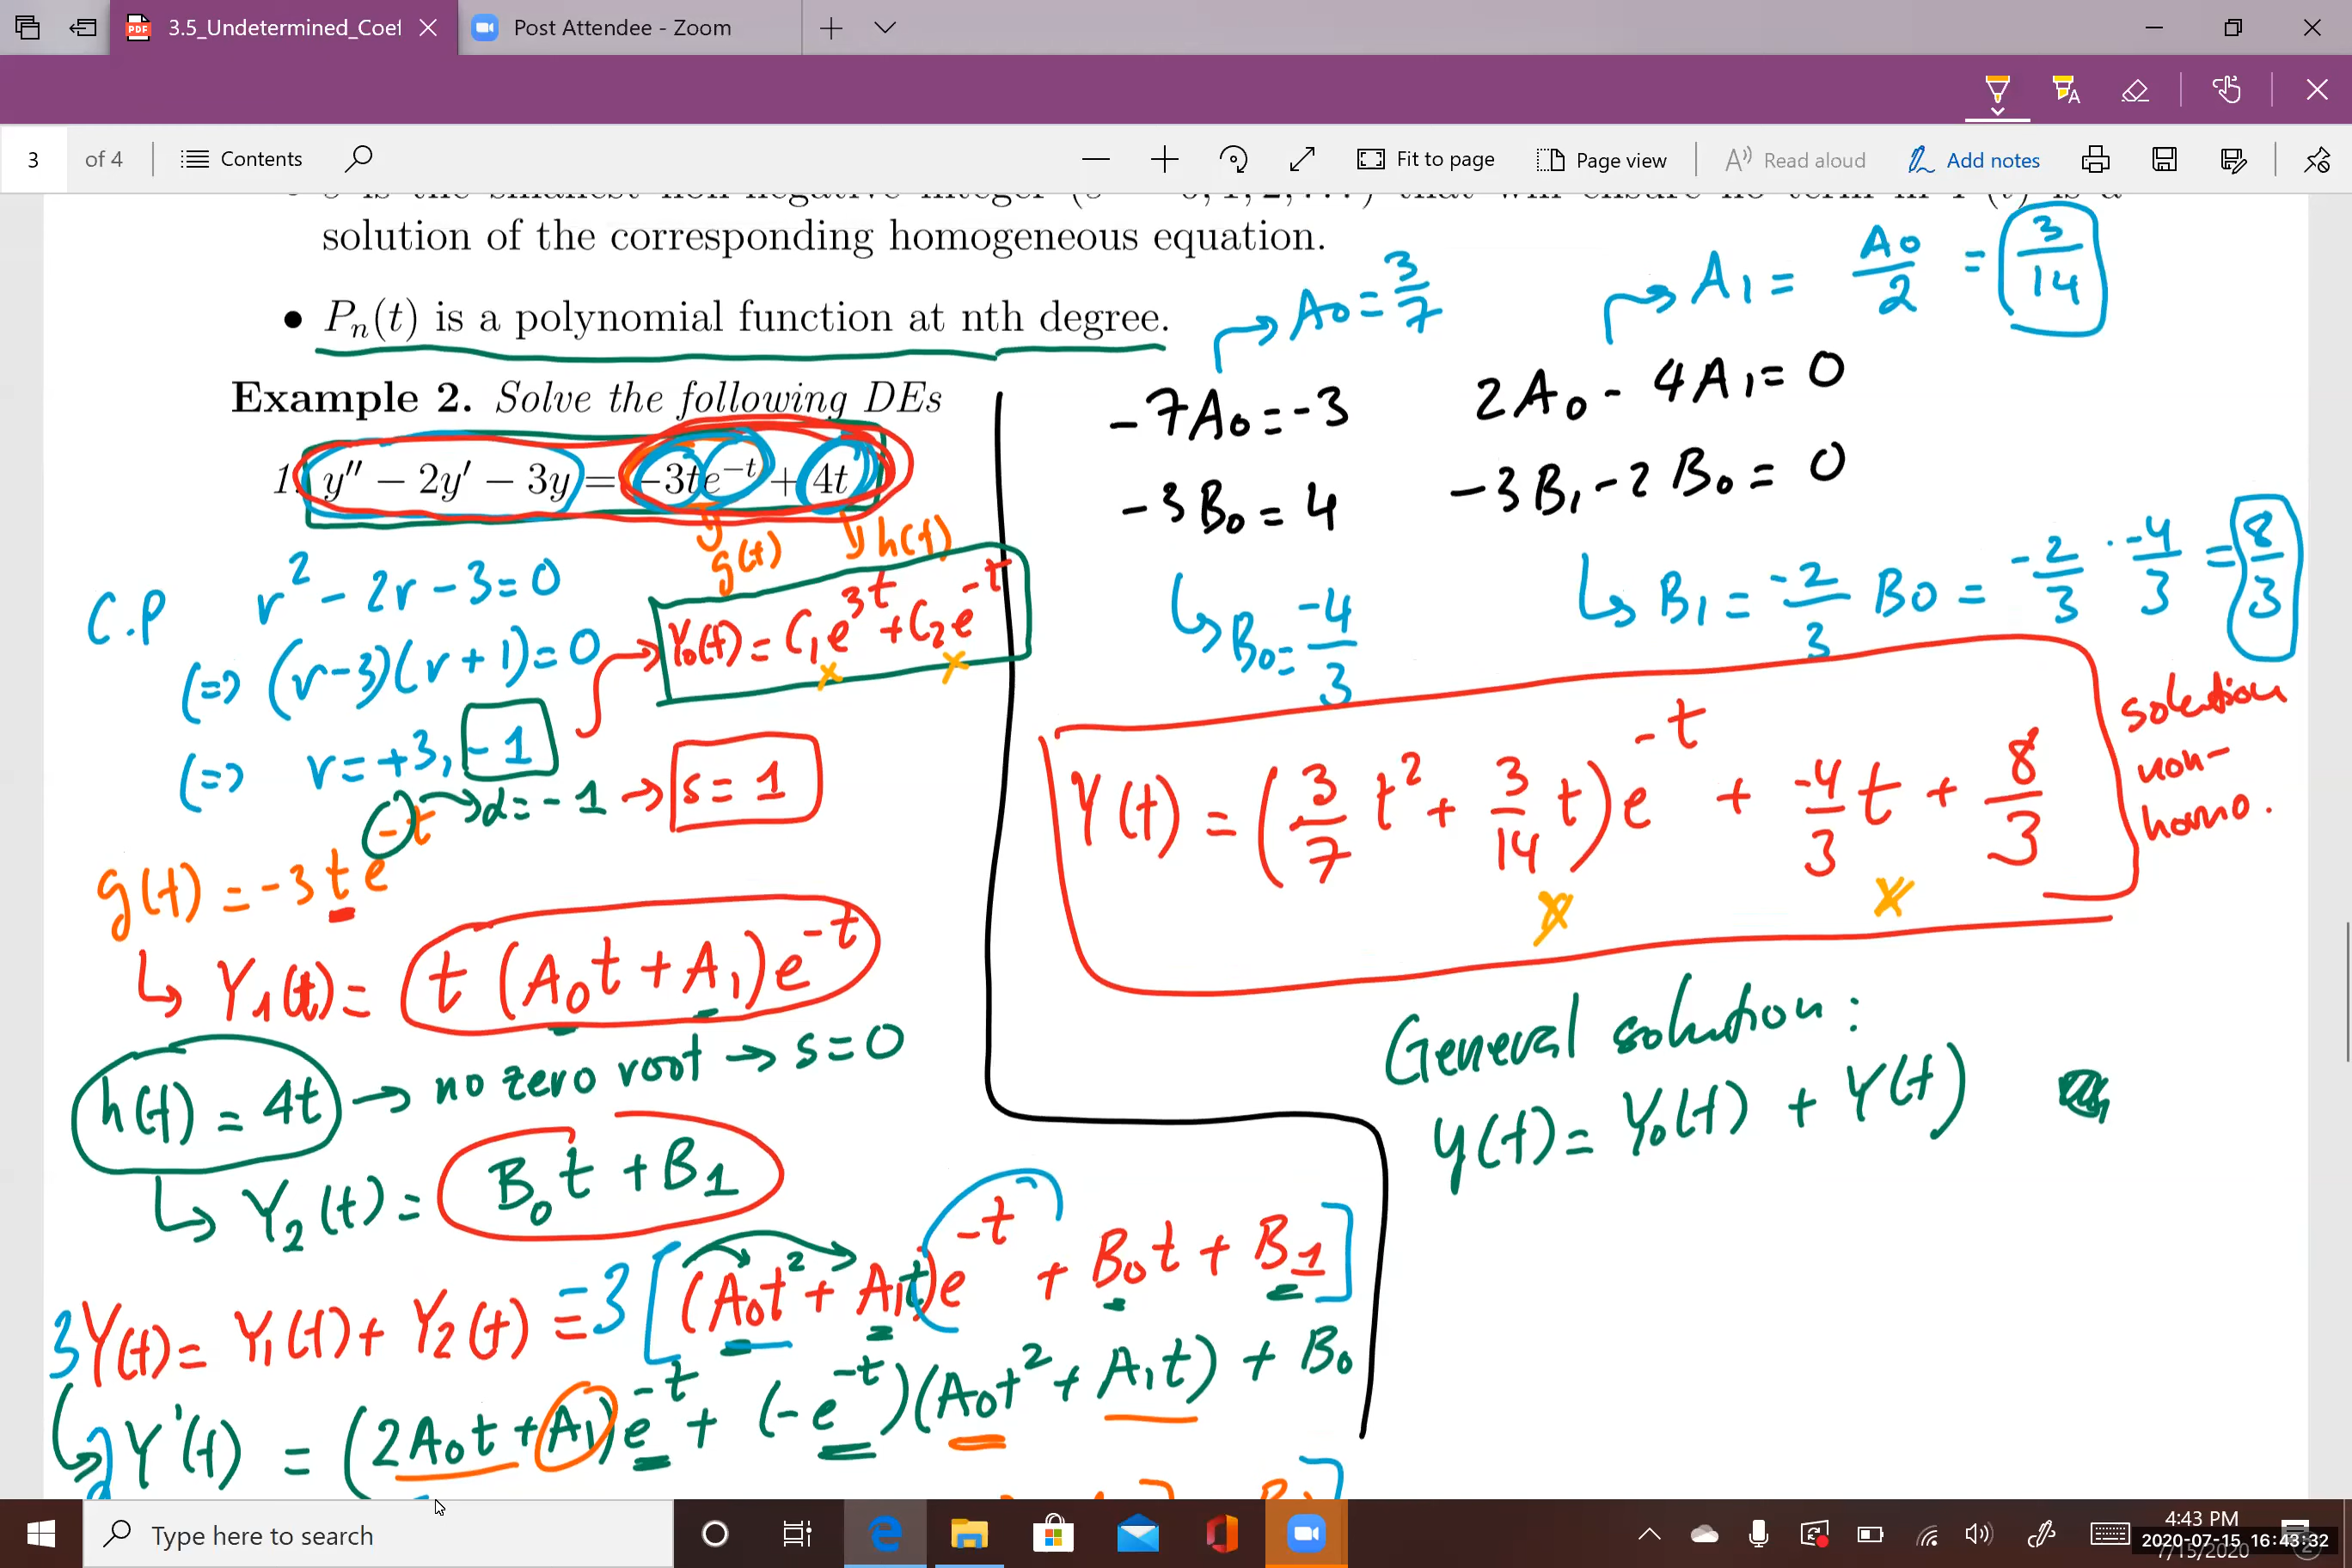 3.5_Undetermined_Coef
Post Attendee - Zoom
3 of 4 Contents Fit to page Page view Read aloud Add notes
solution of the corresponding homogeneous equation.
• Pₙ(t) is a polynomial function at nth degree.
Example 2. Solve the following DEs
1. y″ − 2y′ − 3y = −3te^{−t} + 4t
g(t) h(t)
C.P r² - 2r - 3 = 0
(=> (r-3)(r+1) = 0
Y₀(t) = C₁e^{3t} + C₂e^{-t}
(=> r = +3, -1
→ α = -1 → s = 1
g(t) = -3te^{-t}
↳ Y₁(t) = t(A₀t + A₁)e^{-t}
h(t) = 4t → no zero root → s = 0
↳ Y₂(t) = B₀t + B₁
3Y(t) = Y₁(t) + Y₂(t) = 3[(A₀t² + A₁t)e^{-t} + B₀t + B₁]
Y'(t) = (2A₀t + A₁)e^{-t} + (-e^{-t})(A₀t² + A₁t) + B₀
→ A₀ = 3/7
→ A₁ = A₀/2 = 3/14
-7A₀ = -3 2A₀ - 4A₁ = 0
-3B₀ = 4 -3B₁ - 2B₀ = 0
↳ B₀ = -4/3
↳ B₁ = -2/3 B₀ = -2/3 · -4/3 = 8/3
Y(t) = (3/7 t² + 3/14 t)e^{-t} + -4/3 t + 8/3
solution
non-
homo.
General solution:
y(t) = Y₀(t) + Y(t)
Type here to search
4:43 PM
2020-07-15 16:43:32